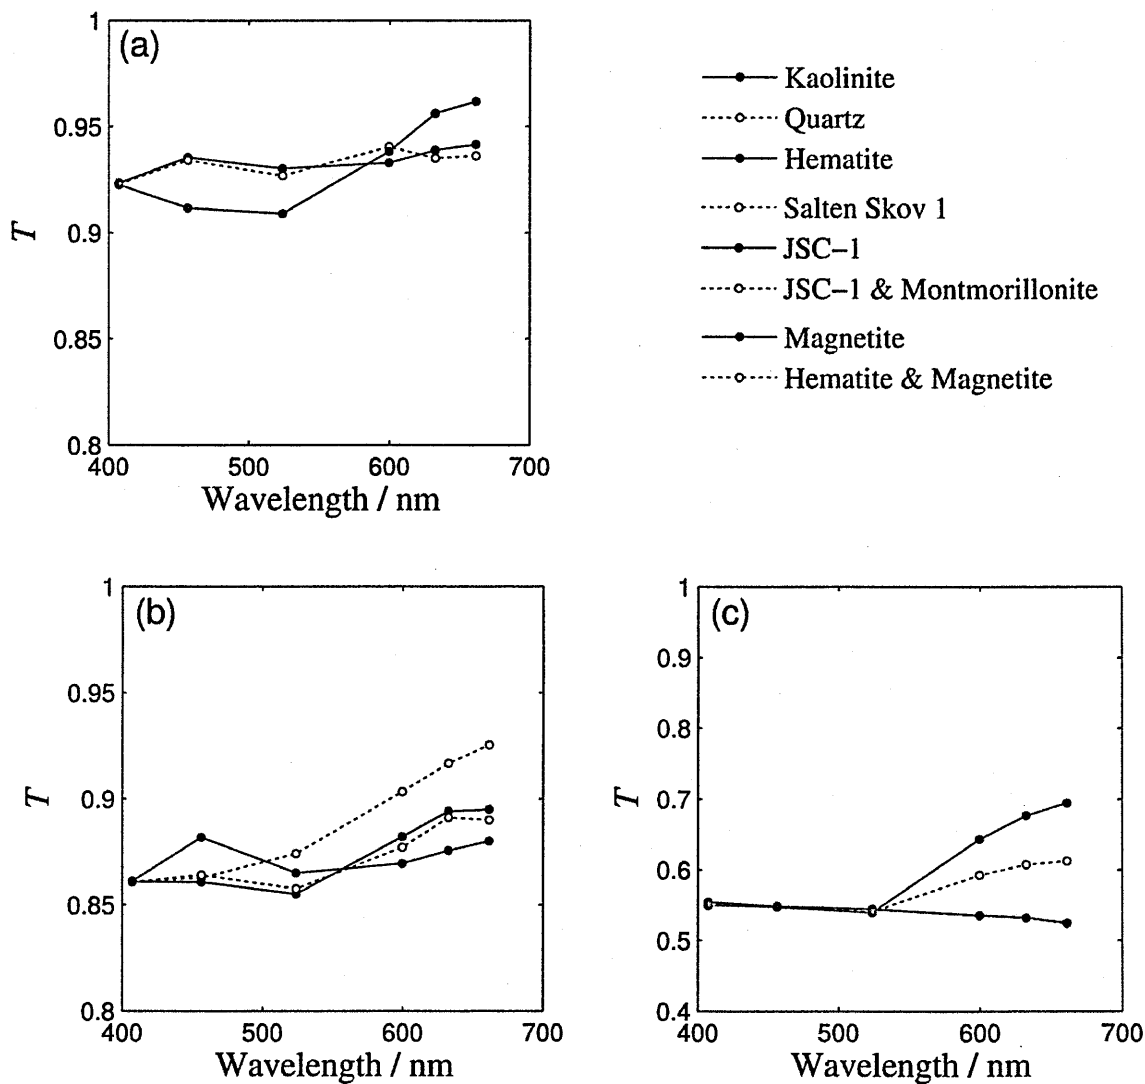 (a)
1
0.95
0.9
0.85
0.8
T
400 500 600 700
Wavelength / nm
Kaolinite
Quartz
Hematite
Salten Skov 1
JSC−1
JSC−1 & Montmorillonite
Magnetite
Hematite & Magnetite
(b)
1
0.95
0.9
0.85
0.8
T
400 500 600 700
Wavelength / nm
(c)
1
0.9
0.8
0.7
0.6
0.5
0.4
T
400 500 600 700
Wavelength / nm